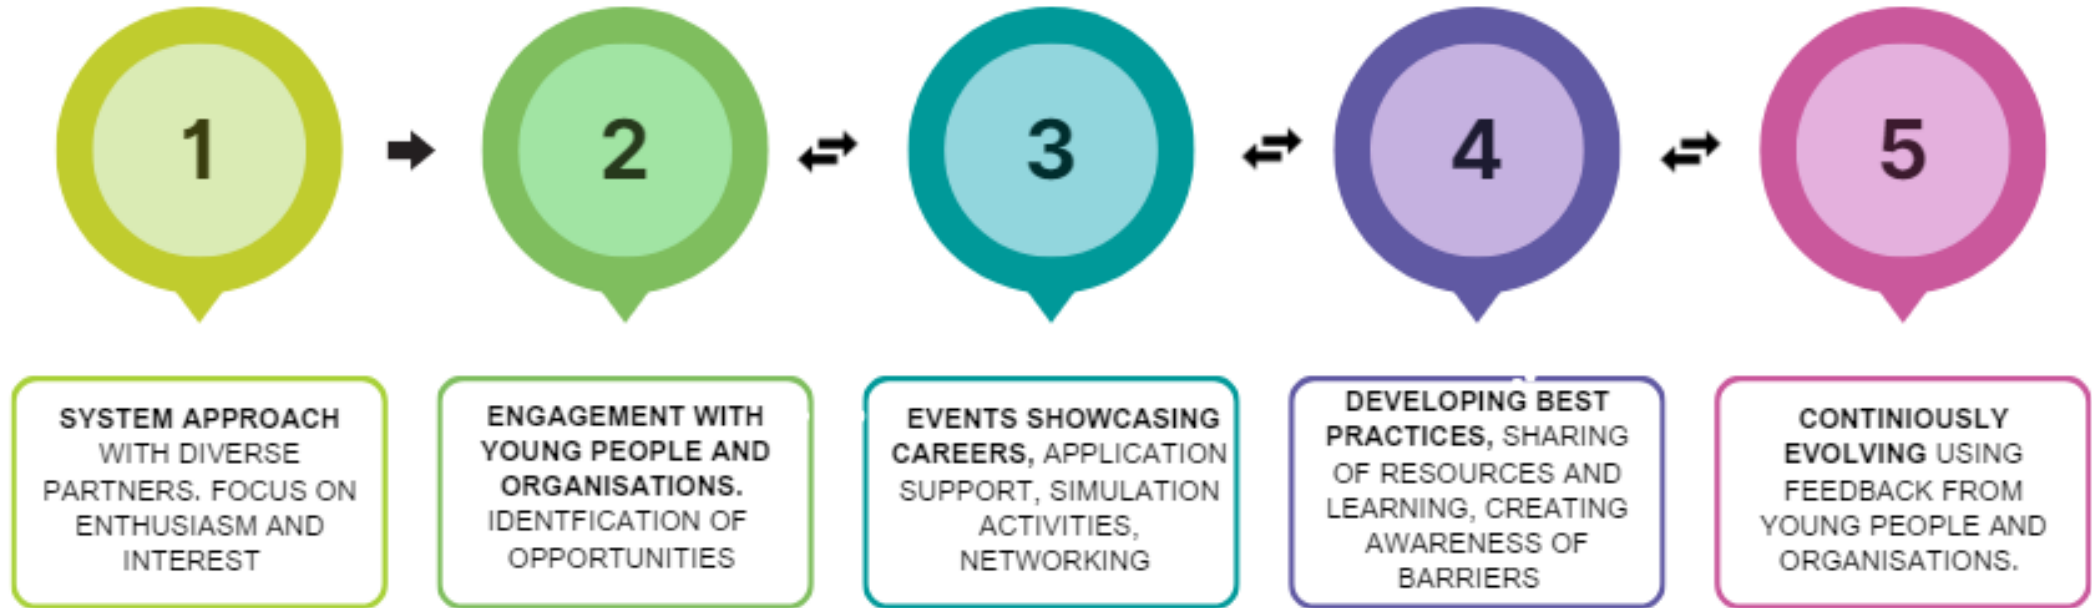 1
2
3
4
5
SYSTEM APPROACH
WITH DIVERSE
PARTNERS. FOCUS ON
ENTHUSIASM AND
INTEREST
ENGAGEMENT WITH
YOUNG PEOPLE AND
ORGANISATIONS.
IDENTFICATION OF
OPPORTUNITIES
EVENTS SHOWCASING
CAREERS, APPLICATION
SUPPORT, SIMULATION
ACTIVITIES,
NETWORKING
DEVELOPING BEST
PRACTICES, SHARING
OF RESOURCES AND
LEARNING, CREATING
AWARENESS OF
BARRIERS
CONTINIOUSLY
EVOLVING USING
FEEDBACK FROM
YOUNG PEOPLE AND
ORGANISATIONS.